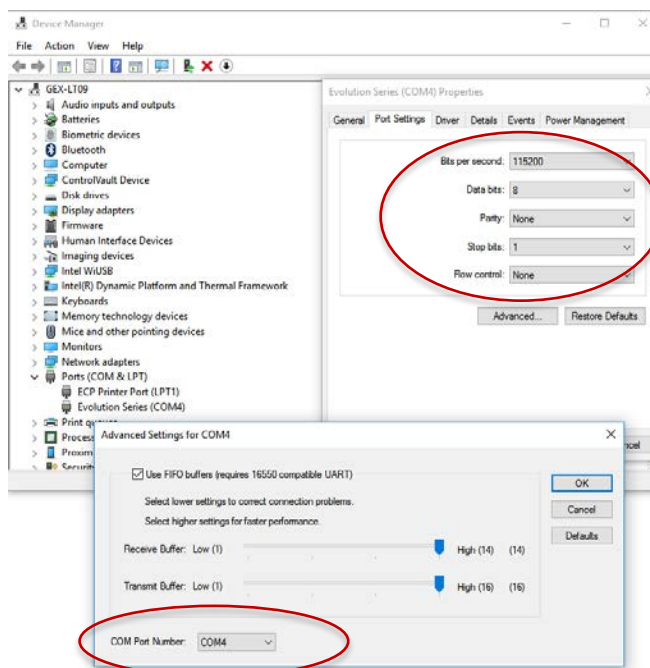 Device Manager
File Action View Help
GEX-LT09
Audio inputs and outputs
Batteries
Biometric devices
Bluetooth
Computer
ControlVault Device
Disk drives
Display adapters
Firmware
Human Interface Devices
Imaging devices
Intel WiUSB
Intel(R) Dynamic Platform and Thermal Framework
Keyboards
Memory technology devices
Mice and other pointing devices
Monitors
Network adapters
Ports (COM & LPT)
ECP Printer Port (LPT1)
Evolution Series (COM4)
Print qu
Process
Proxim
Securit
Evolution Series (COM4) Properties
General Port Settings Driver Details Events Power Management
Bits per second: 115200
Data bits: 8
Parity: None
Stop bits: 1
Flow control: None
Advanced... Restore Defaults
ncel
Advanced Settings for COM4
Use FIFO buffers (requires 16550 compatible UART)
Select lower settings to correct connection problems.
Select higher settings for faster performance.
Receive Buffer: Low (1) High (14) (14)
Transmit Buffer: Low (1) High (16) (16)
COM Port Number: COM4
OK
Cancel
Defaults